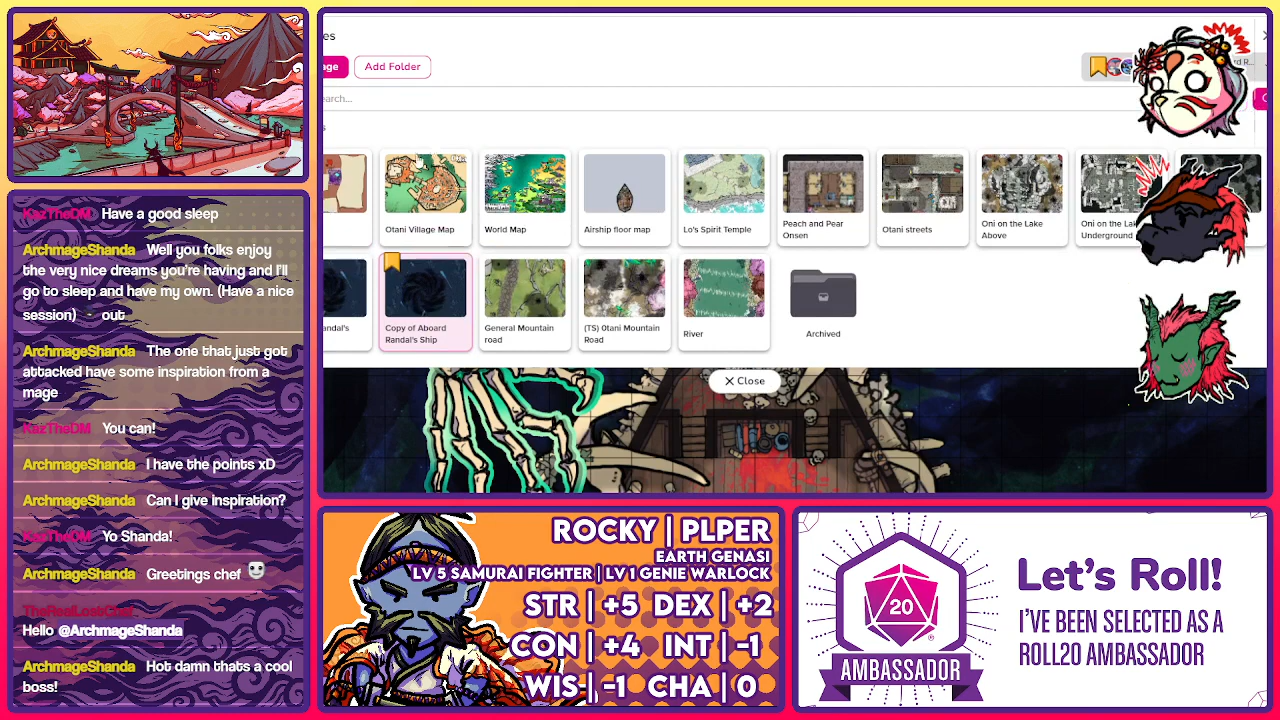 KazTheDM Have a good sleep
ArchmageShanda Well you folks enjoy
the very nice dreams you're having and I'll
go to sleep and have my own. (Have a nice
session) - out
ArchmageShanda The one that just got
attacked have some inspiration from a
mage
KazTheDM You can!
ArchmageShanda I have the points xD
ArchmageShanda Can I give inspiration?
KazTheDM Yo Shanda!
ArchmageShanda Greetings chef
Hello @ArchmageShanda
ArchmageShanda Hot damn thats a cool
boss!
es
age Add Folder
earch...
s
Otani Village Map
World Map
Airship floor map
Lo's Spirit Temple
Peach and Pear
Onsen
Otani streets
Oni on the Lake
Above
Oni on the Lake
Underground
andal's
Copy of Aboard
Randal's Ship
General Mountain
road
(TS) Otani Mountain
Road
River
Archived
X Close
ROCKY | PLPER
EARTH GENASI
LV 5 SAMURAI FIGHTER | LV 1 GENIE WARLOCK
STR | +5 DEX | +2
CON | +4 INT | -1
WIS | -1 CHA | 0
20
®
AMBASSADOR
Let's Roll!
I'VE BEEN SELECTED AS A
ROLL20 AMBASSADOR